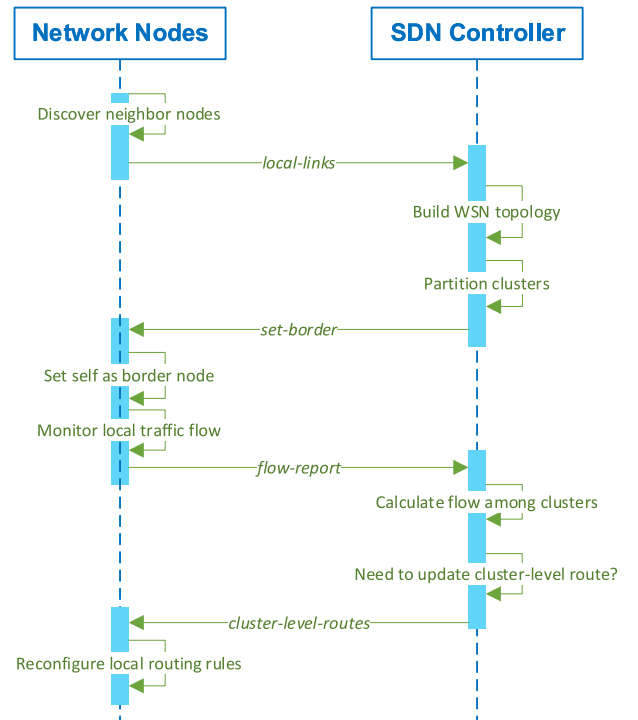 Network Nodes
SDN Controller
Discover neighbor nodes
local-links
Build WSN topology
Partition clusters
set-border
Set self as border node
Monitor local traffic flow
flow-report
Calculate flow among clusters
Need to update cluster-level route?
cluster-level-routes
Reconfigure local routing rules